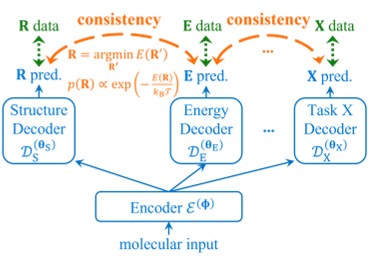 consistency consistency
R data E data X data
R = argmin E(R′)
R′
...
p(R) ∝ exp(−E(R)/k_B𝒯)
R pred. E pred. X pred.
Structure Decoder 𝒟_S^(θ_S)
Energy Decoder 𝒟_E^(θ_E)
...
Task X Decoder 𝒟_X^(θ_X)
Encoder ℰ^(ϕ)
molecular input